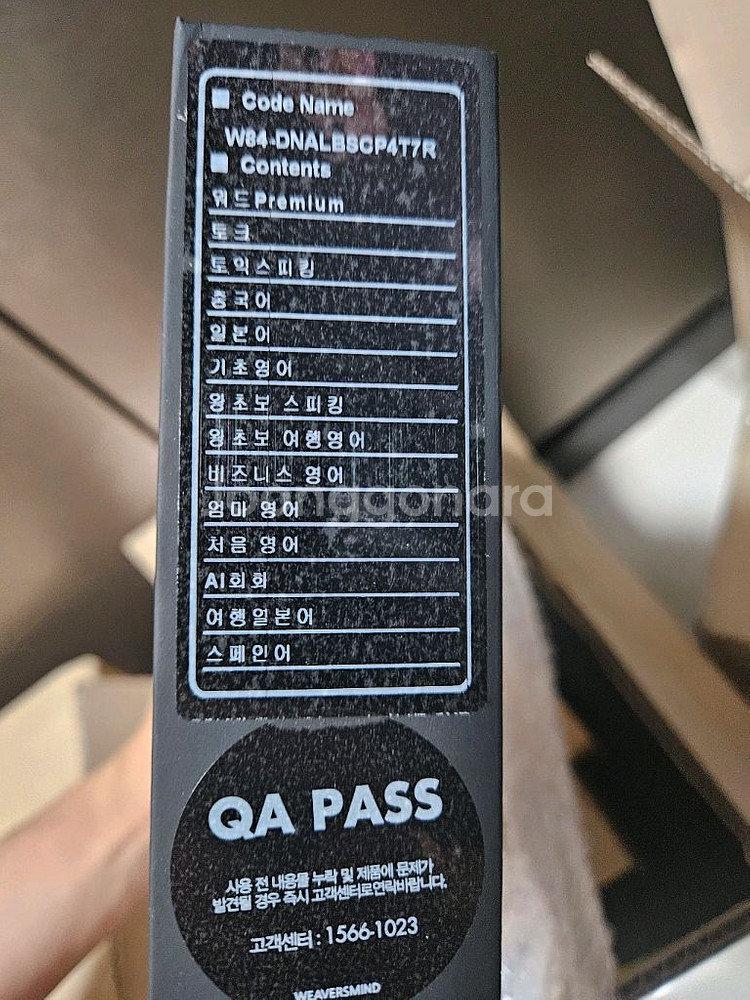 ■ Code Name
W84-DNALBSCP4T7R
■ Contents
워드Premium
토크
토익스피킹
중국어
일본어
기초영어
왕초보 스피킹
왕초보 여행영어
비즈니스 영어
엄마 영어
처음 영어
AI회화
여행일본어
스페인어
joonggonara
QA PASS
사용 전 내용물 누락 및 제품에 문제가
발견될 경우 즉시 고객센터로연락바랍니다.
고객센터 : 1566-1023
WEAVERSMIND